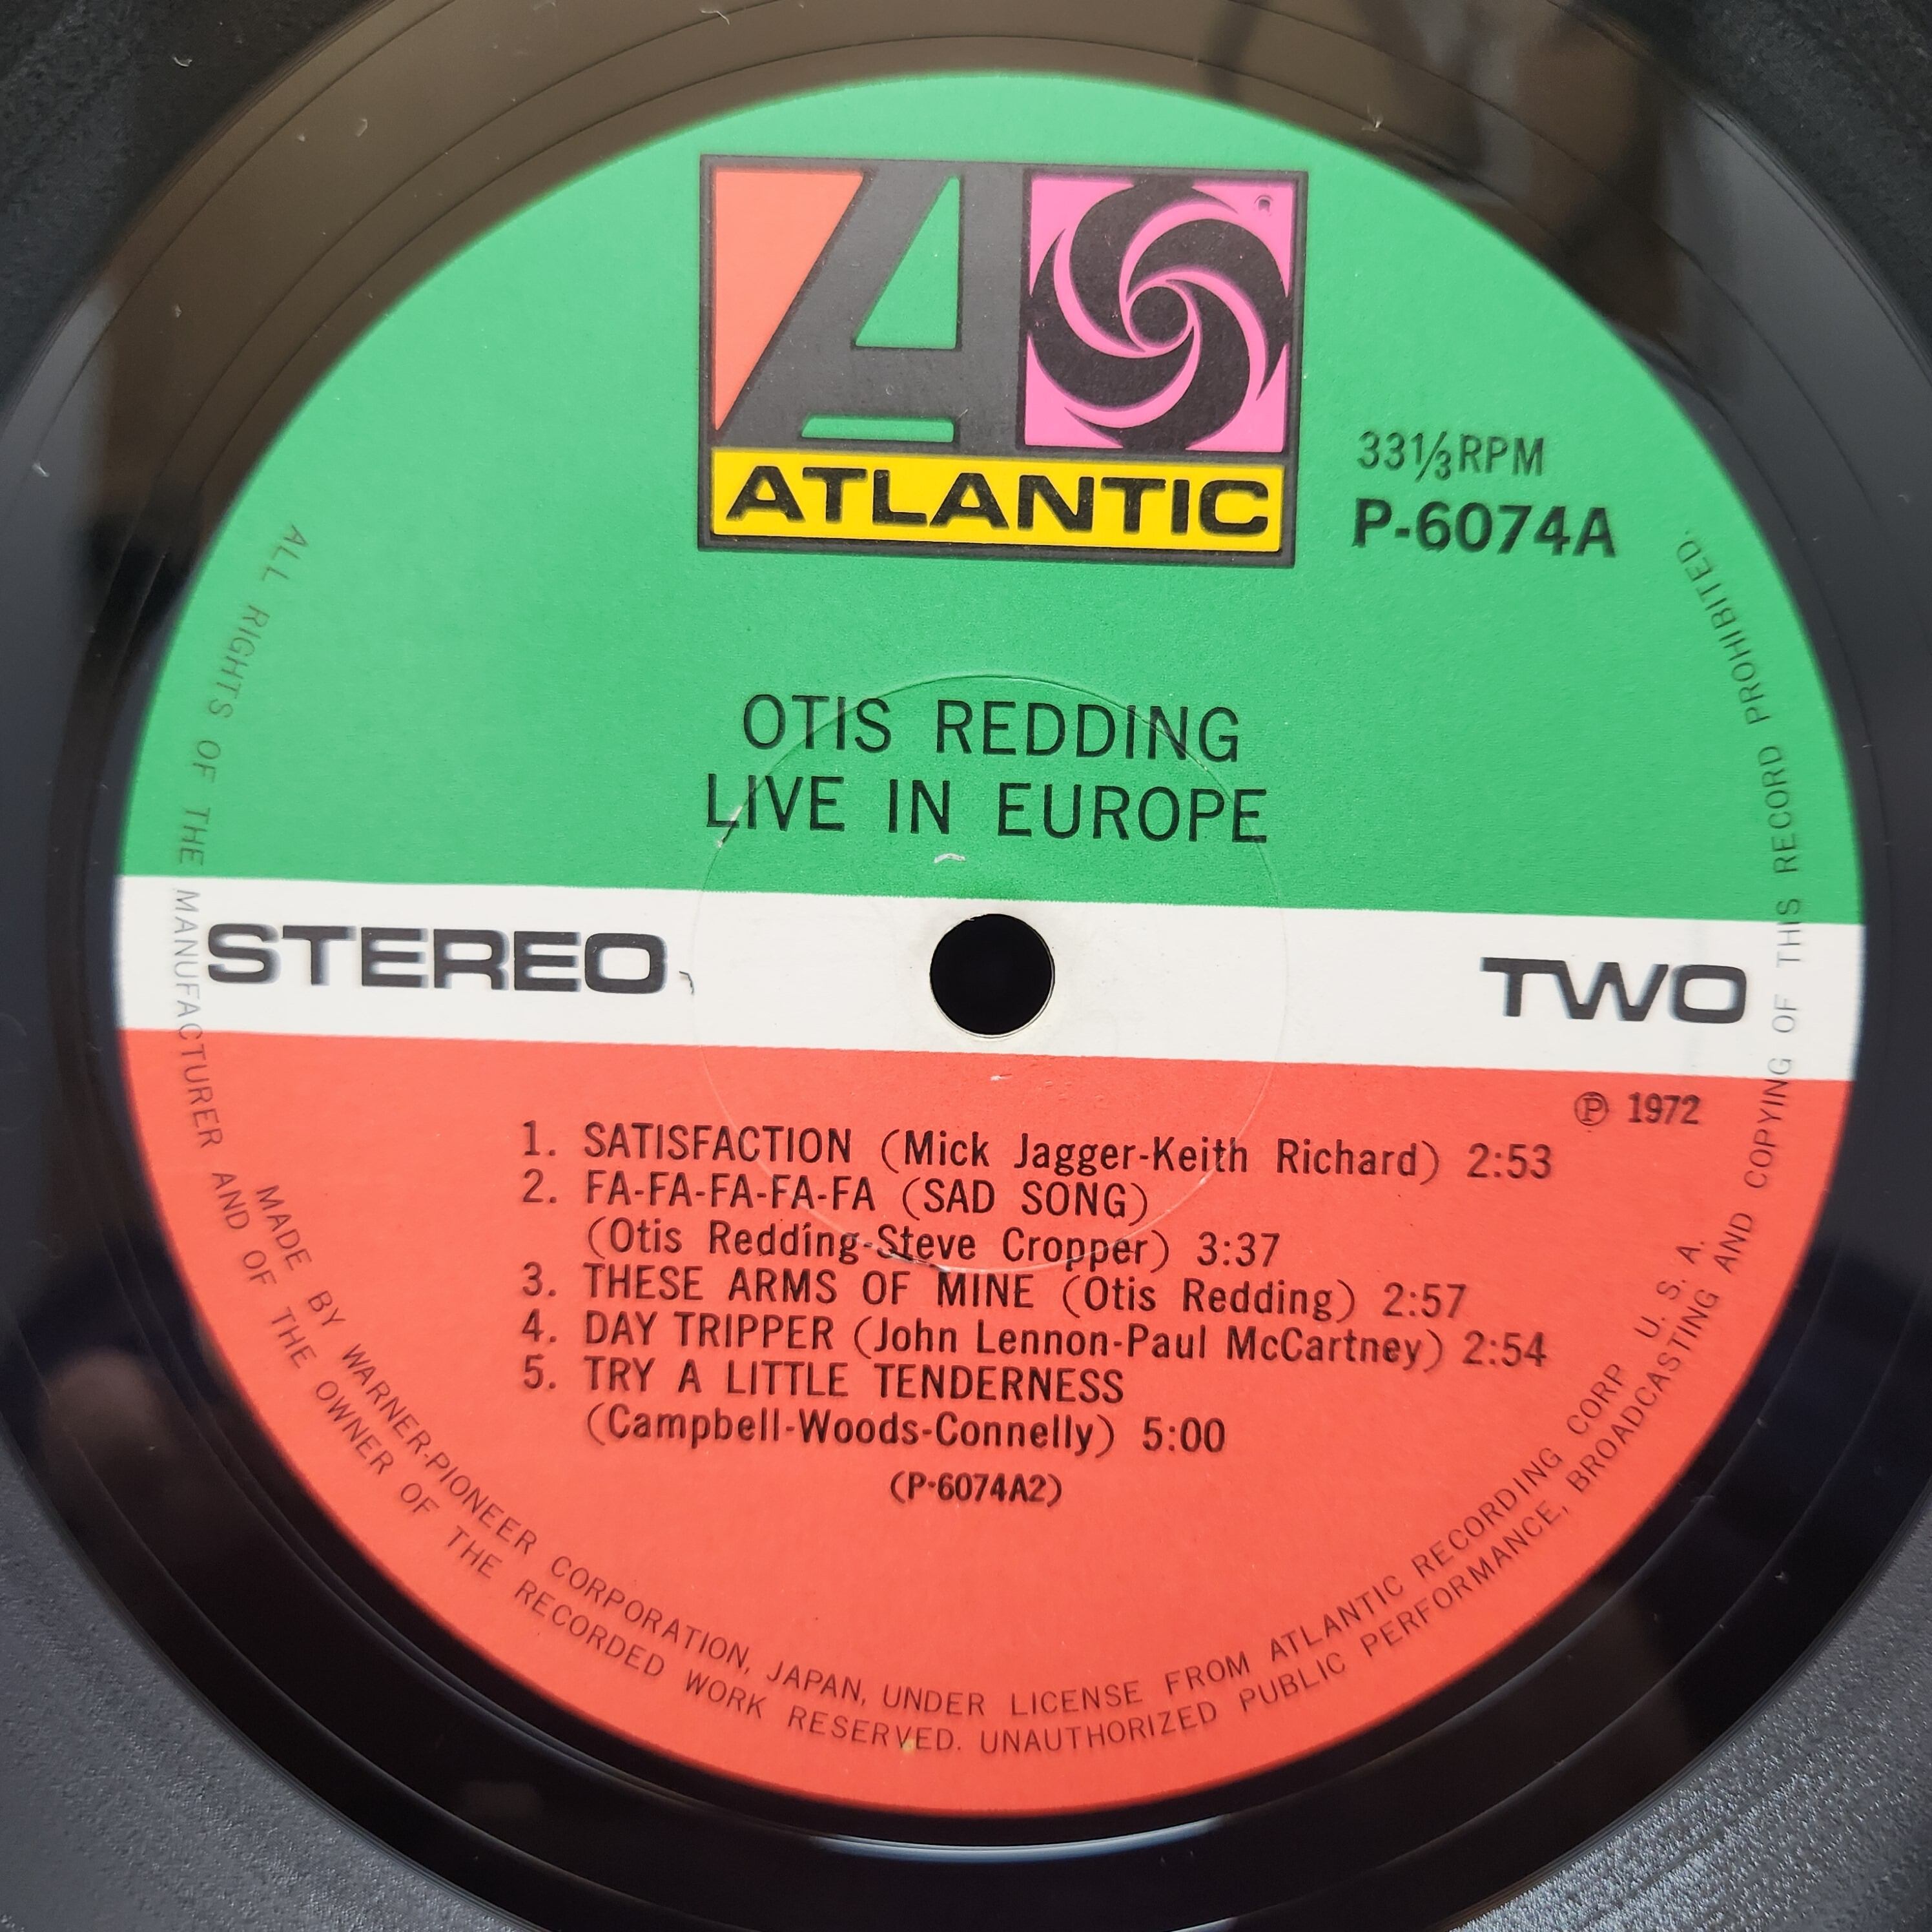 ATLANTIC
33⅓RPM
P-6074A
OTIS REDDING
LIVE IN EUROPE
STEREO
TWO
Ⓟ 1972
1. SATISFACTION (Mick Jagger-Keith Richard) 2:53
2. FA-FA-FA-FA-FA (SAD SONG)
(Otis Redding-Steve Cropper) 3:37
3. THESE ARMS OF MINE (Otis Redding) 2:57
4. DAY TRIPPER (John Lennon-Paul McCartney) 2:54
5. TRY A LITTLE TENDERNESS
(Campbell-Woods-Connelly) 5:00
(P-6074A2)
MADE BY WARNER-PIONEER CORPORATION, JAPAN, UNDER LICENSE FROM ATLANTIC RECORDING CORP U. S. A.
ALL RIGHTS OF THE MANUFACTURER AND OF THE OWNER OF THE RECORDED WORK RESERVED. UNAUTHORIZED PUBLIC PERFORMANCE, BROADCASTING AND COPYING OF THIS RECORD PROHIBITED.